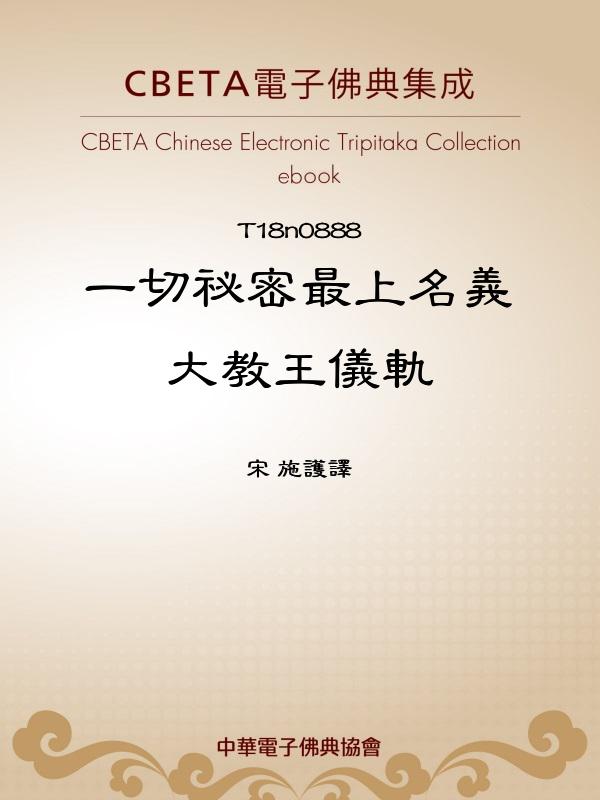 CBETA電子佛典集成
CBETA Chinese Electronic Tripitaka Collection
ebook
T18n0888
一切祕密最上名義
大教王儀軌
宋 施護譯
中華電子佛典協會